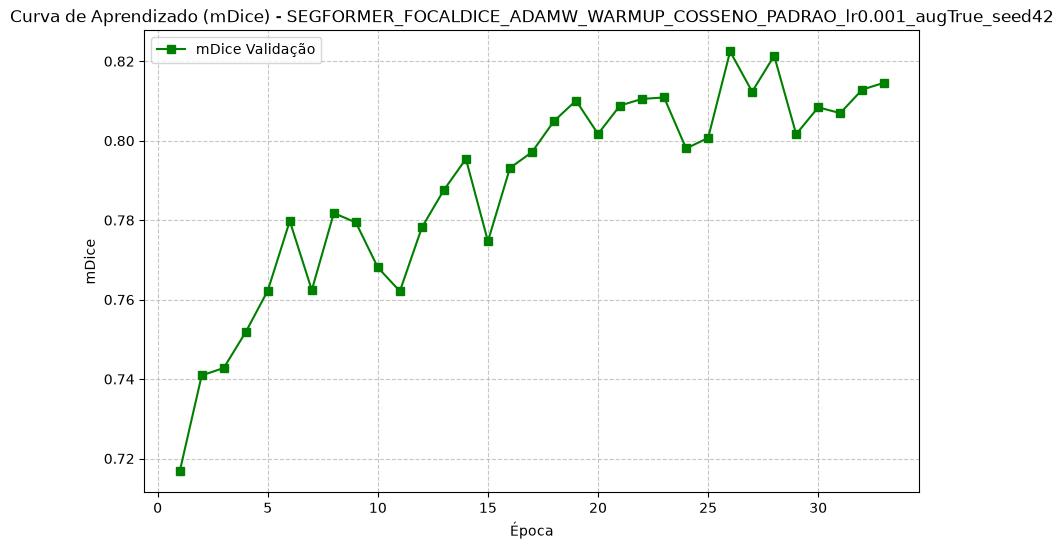 Curva de Aprendizado (mDice) - SEGFORMER_FOCALDICE_ADAMW_WARMUP_COSSENO_PADRAO_lr0.001_augTrue_seed42
mDice Validação
0.82
0.80
0.78
0.76
0.74
0.72
mDice
0 5 10 15 20 25 30
Época